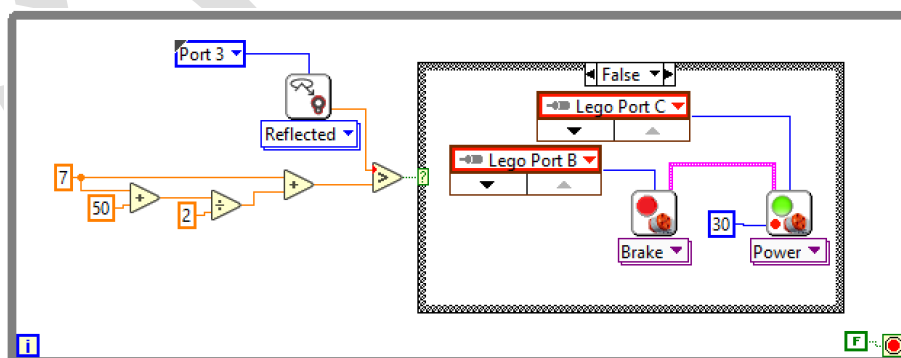 Port 3
False
Lego Port C
Reflected
Lego Port B
7
50
2
+
÷
+
>
?
30
Brake
Power
i
F